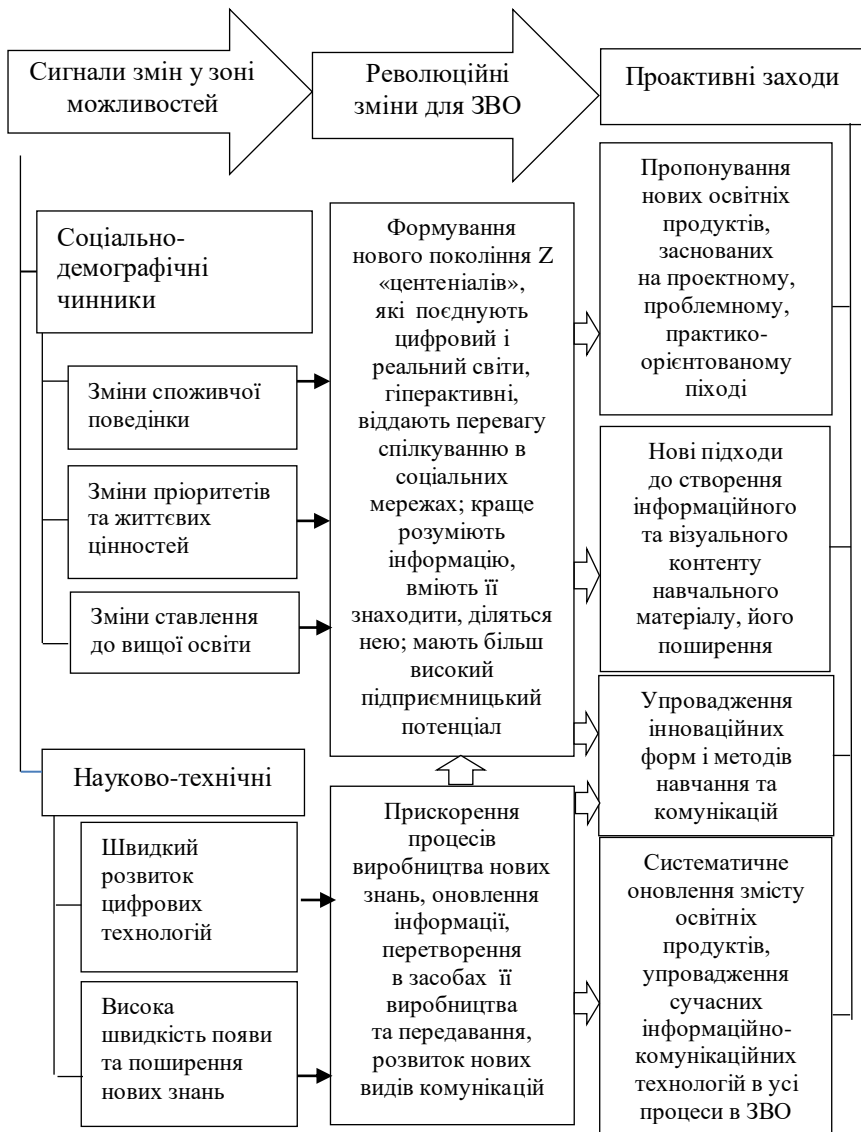 Сигнали змін у зоні
можливостей
Революційні
зміни для ЗВО
Проактивні заходи
Соціально-
демографічні
чинники
Зміни споживчої
поведінки
Зміни пріоритетів
та життєвих
цінностей
Зміни ставлення
до вищої освіти
Науково-технічні
Швидкий
розвиток
цифрових
технологій
Висока
швидкість появи
та поширення
нових знань
Формування
нового покоління Z
«центеніалів»,
які поєднують
цифровий і
реальний світи,
гіперактивні,
віддають перевагу
спілкуванню в
соціальних
мережах; краще
розуміють
інформацію,
вміють її
знаходити, діляться
нею; мають більш
високий
підприємницький
потенціал
Прискорення
процесів
виробництва нових
знань, оновлення
інформації,
перетворення
в засобах її
виробництва
та передавання,
розвиток нових
видів комунікацій
Пропонування
нових освітніх
продуктів,
заснованих
на проектному,
проблемному,
практико-
орієнтованому
піході
Нові підходи
до створення
інформаційного
та візуального
контенту
навчального
матеріалу, його
поширення
Упровадження
інноваційних
форм і методів
навчання та
комунікацій
Систематичне
оновлення змісту
освітніх
продуктів,
упровадження
сучасних
інформаційно-
комунікаційних
технологій в усі
процеси в ЗВО